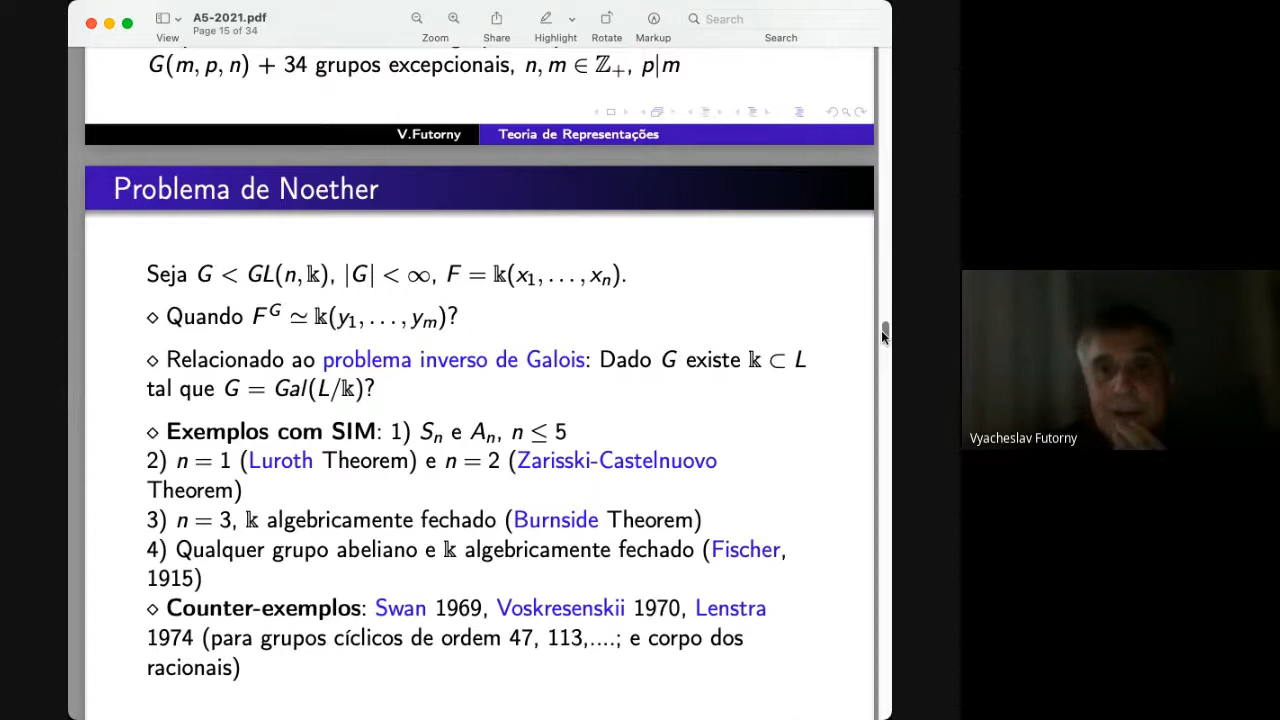 A5-2021.pdf
Page 15 of 34
View
Zoom
Share
Highlight
Rotate
Markup
Search
Search
G(m, p, n) + 34 grupos excepcionais, n, m ∈ ℤ₊, p|m
V.Futorny Teoria de Representações
Problema de Noether
Seja G < GL(n, 𝕜), |G| < ∞, F = 𝕜(x₁, . . . , xₙ).
⋄ Quando Fᴳ ≃ 𝕜(y₁, . . . , yₘ)?
⋄ Relacionado ao problema inverso de Galois: Dado G existe 𝕜 ⊂ L
tal que G = Gal(L/𝕜)?
⋄ Exemplos com SIM: 1) Sₙ e Aₙ, n ≤ 5
2) n = 1 (Luroth Theorem) e n = 2 (Zarisski-Castelnuovo
Theorem)
3) n = 3, 𝕜 algebricamente fechado (Burnside Theorem)
4) Qualquer grupo abeliano e 𝕜 algebricamente fechado (Fischer,
1915)
⋄ Counter-exemplos: Swan 1969, Voskresenskii 1970, Lenstra
1974 (para grupos cíclicos de ordem 47, 113,....; e corpo dos
racionais)
Vyacheslav Futorny